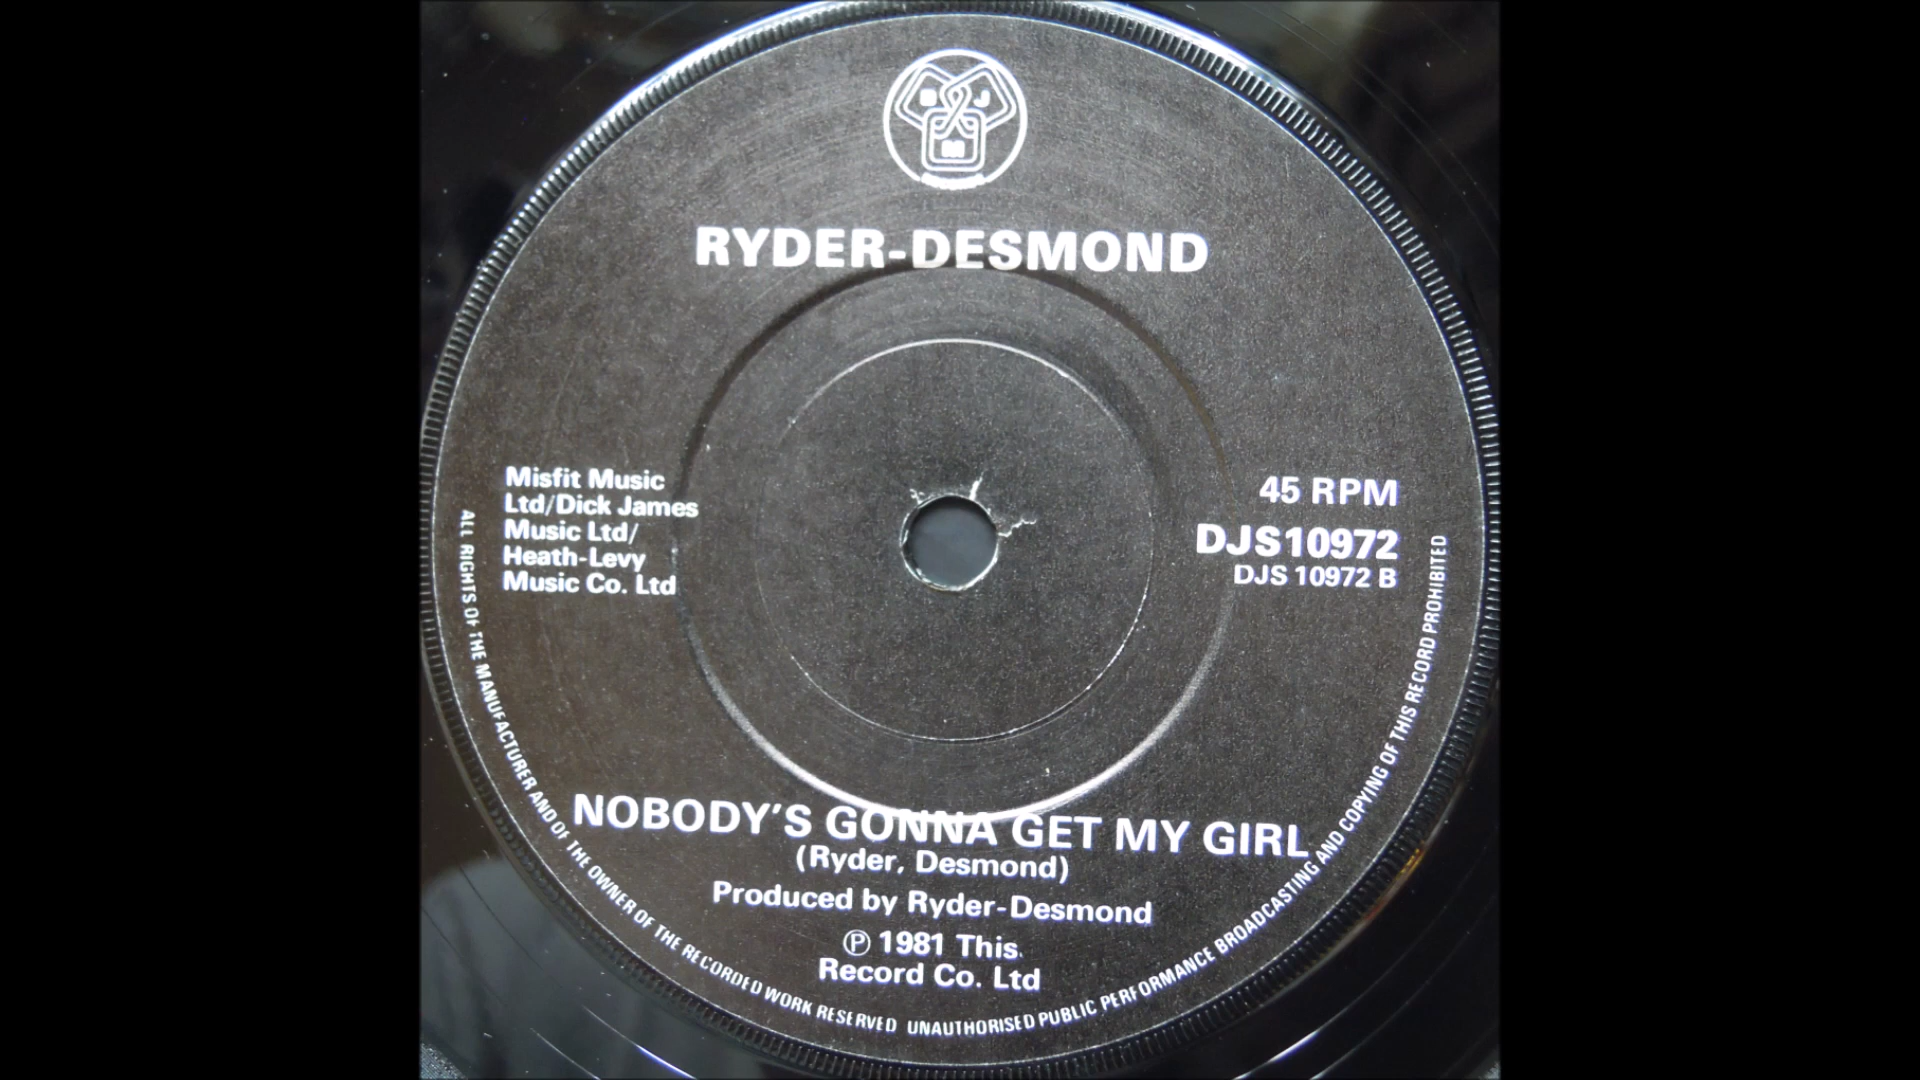 D J
M
RYDER-DESMOND
Misfit Music
Ltd/Dick James
Music Ltd/
Heath-Levy
Music Co. Ltd
45 RPM
DJS10972
DJS 10972 B
NOBODY'S GONNA GET MY GIRL
(Ryder, Desmond)
Produced by Ryder-Desmond
℗ 1981 This.
Record Co. Ltd
ALL RIGHTS OF THE MANUFACTURER AND OF THE OWNER OF THE RECORDED WORK RESERVED UNAUTHORISED PUBLIC PERFORMANCE BROADCASTING AND COPYING OF THIS RECORD PROHIBITED